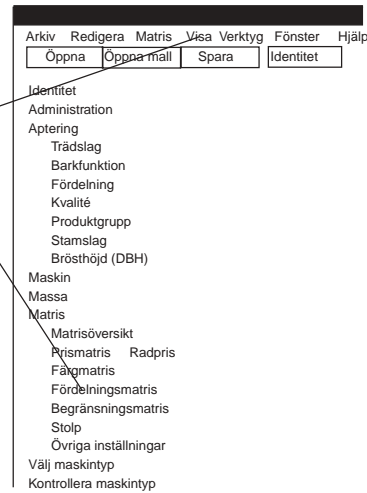 Arkiv Redigera Matris Visa Verktyg Fönster Hjälp
Öppna Öppna mall Spara Identitet
Identitet
Administration
Aptering
Trädslag
Barkfunktion
Fördelning
Kvalité
Produktgrupp
Stamslag
Brösthöjd (DBH)
Maskin
Massa
Matris
Matrisöversikt
Prismatris Radpris
Färgmatris
Fördelningsmatris
Begränsningsmatris
Stolp
Övriga inställningar
Välj maskintyp
Kontrollera maskintyp